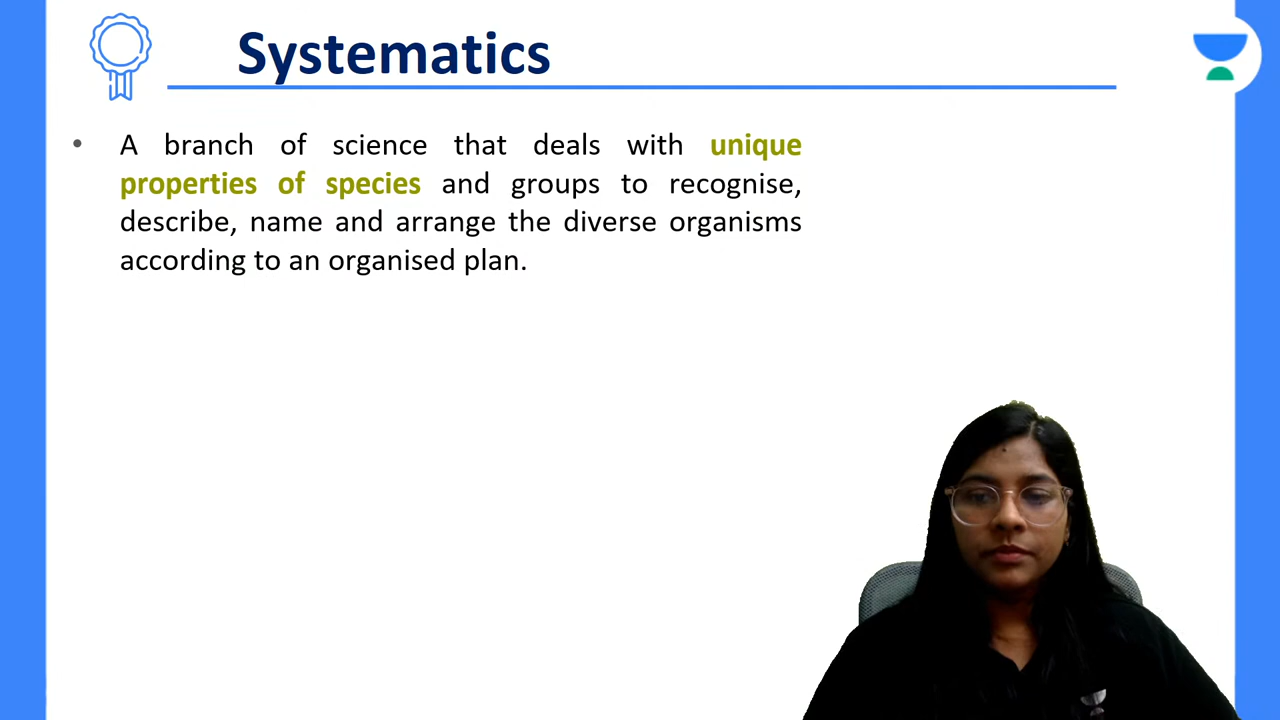 Systematics
• A branch of science that deals with unique
properties of species and groups to recognise,
describe, name and arrange the diverse organisms
according to an organised plan.